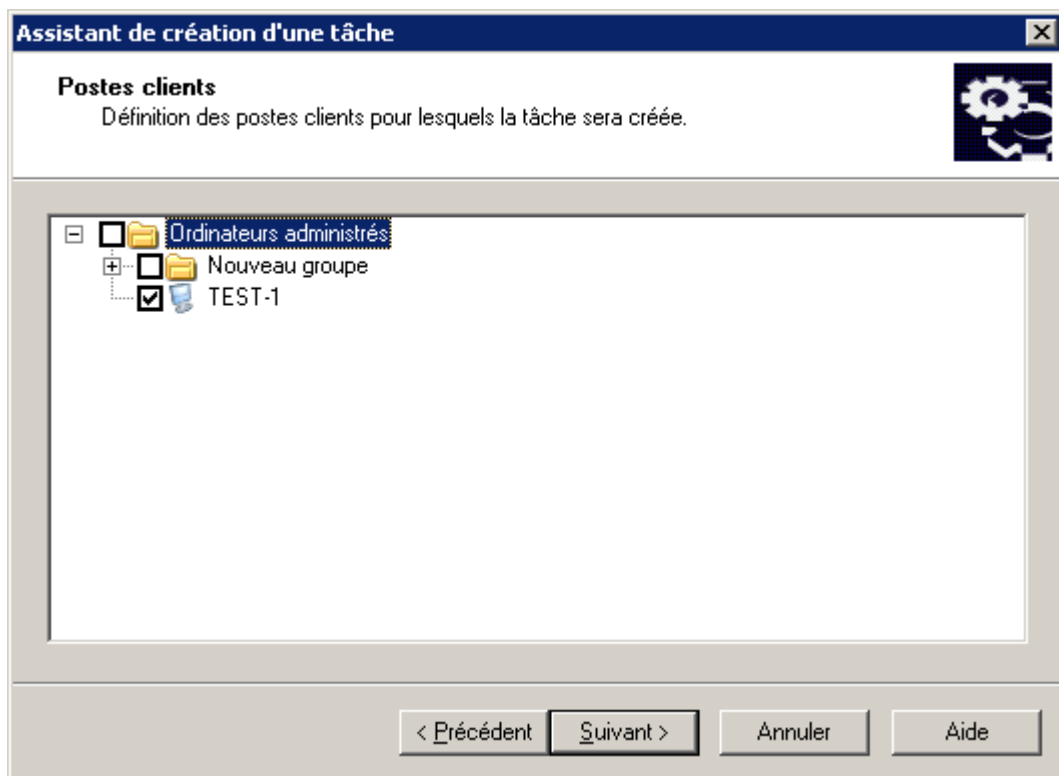 Assistant de création d'une tâche
Postes clients
Définition des postes clients pour lesquels la tâche sera créée.
Ordinateurs administrés
Nouveau groupe
TEST-1
< Précédent Suivant > Annuler Aide